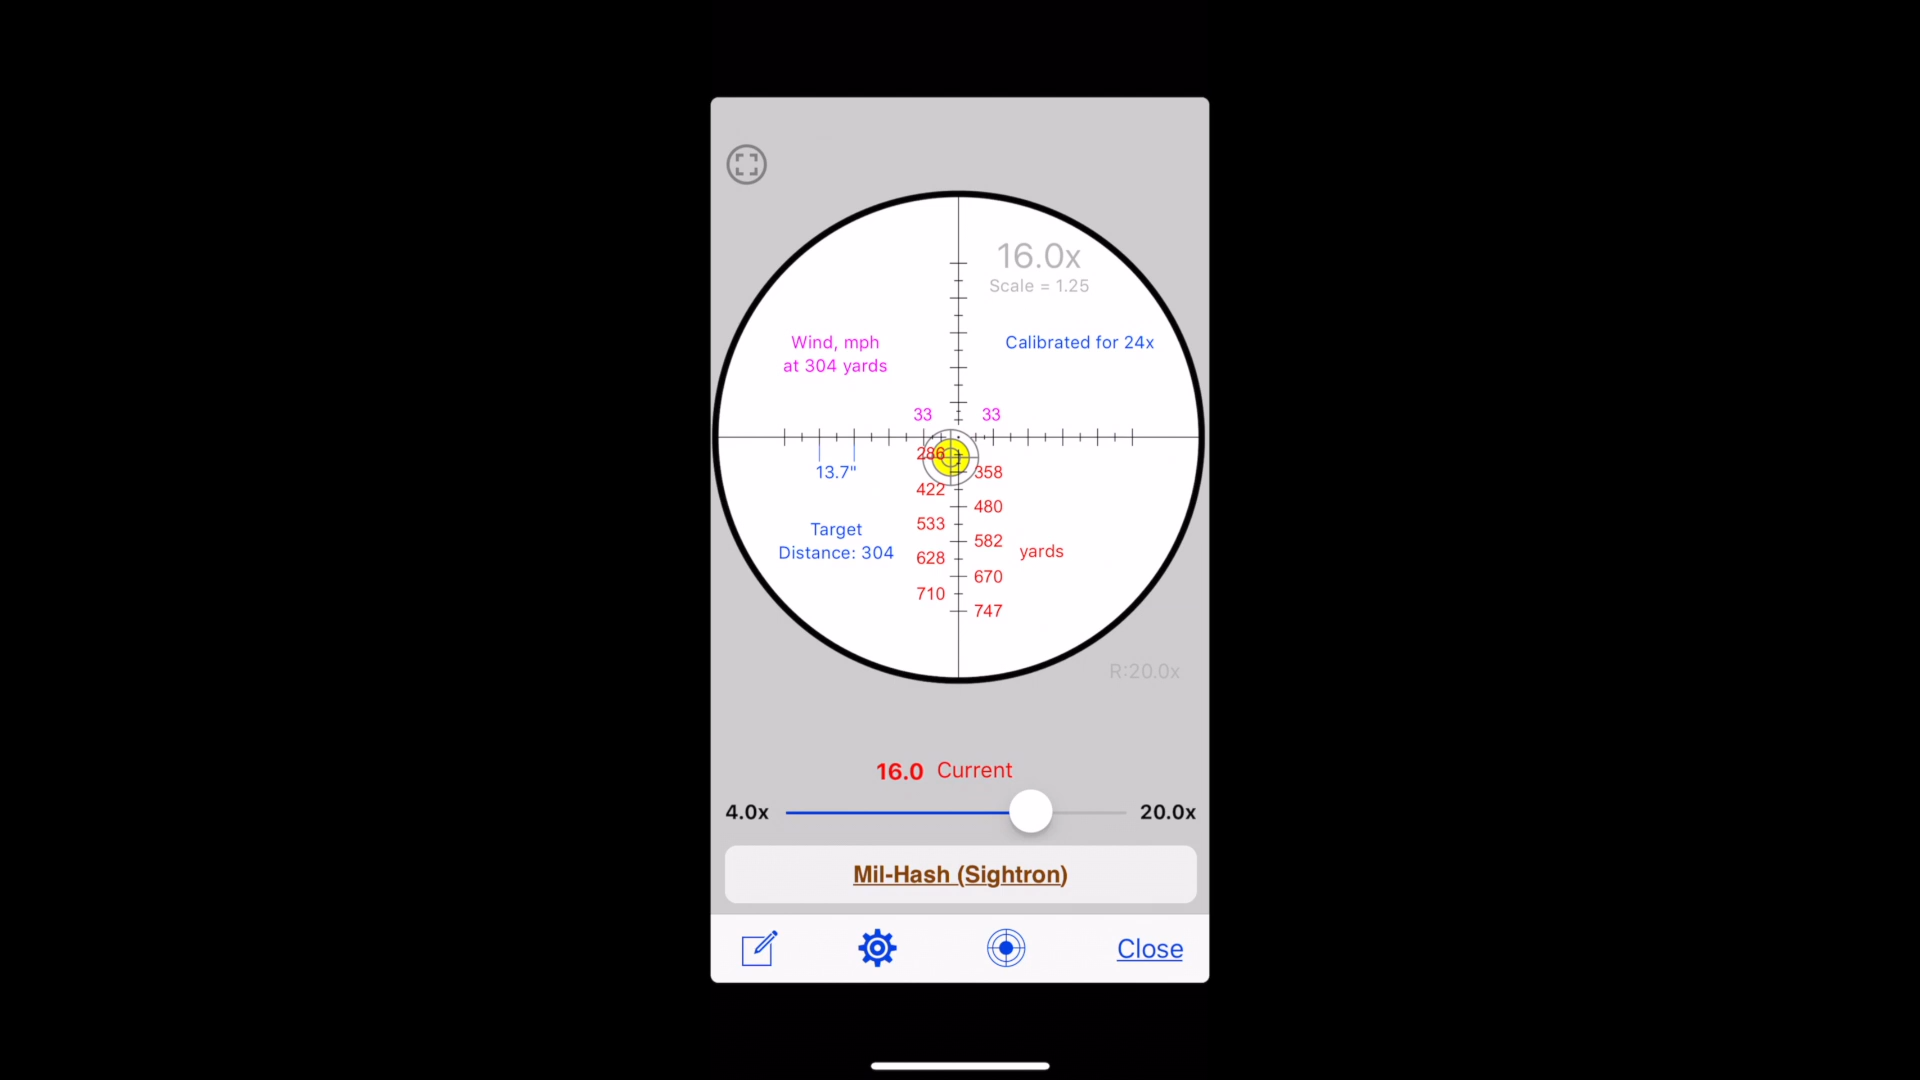 16.0x
Scale = 1.25
Wind, mph
at 304 yards
Calibrated for 24x
33 33
286
13.7" 358
422
480
Target 533
Distance: 304 582 yards
628
670
710
747
R:20.0x
16.0 Current
4.0x 20.0x
Mil-Hash (Sightron)
Close